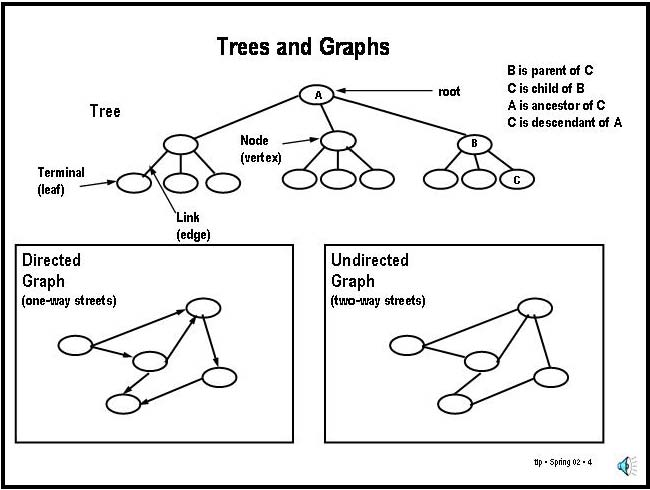 Trees and Graphs
B is parent of C
C is child of B
A is ancestor of C
C is descendant of A
A
root
Tree
Node
(vertex)
B
Terminal
(leaf)
C
Link
(edge)
Directed
Graph
(one-way streets)
Undirected
Graph
(two-way streets)
tlp • Spring 02 • 4